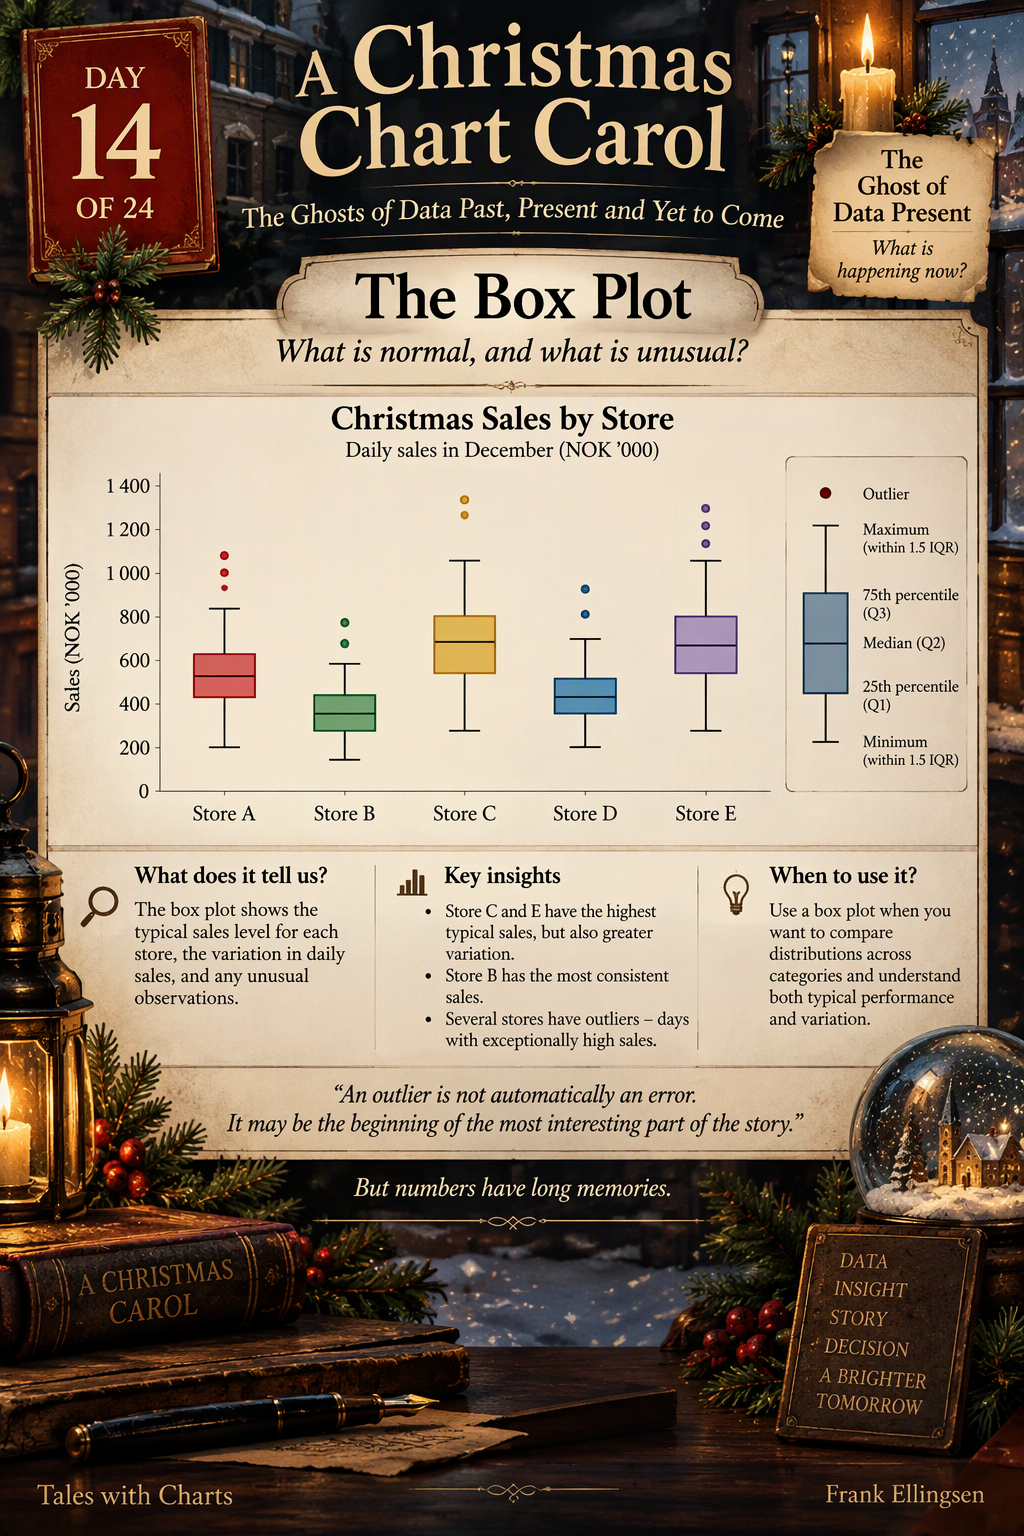 DAY
14
OF 24
A Christmas
Chart Carol
The Ghosts of Data Past, Present and Yet to Come
The
Ghost of
Data Present
What is
happening now?
The Box Plot
What is normal, and what is unusual?
Christmas Sales by Store
Daily sales in December (NOK ’000)
Sales (NOK ’000)
1 400
1 200
1 000
800
600
400
200
0
Store A
Store B
Store C
Store D
Store E
Outlier
Maximum
(within 1.5 IQR)
75th percentile
(Q3)
Median (Q2)
25th percentile
(Q1)
Minimum
(within 1.5 IQR)
What does it tell us?
The box plot shows the
typical sales level for each
store, the variation in daily
sales, and any unusual
observations.
Key insights
• Store C and E have the highest
typical sales, but also greater
variation.
• Store B has the most consistent
sales.
• Several stores have outliers – days
with exceptionally high sales.
When to use it?
Use a box plot when you
want to compare
distributions across
categories and understand
both typical performance
and variation.
“An outlier is not automatically an error.
It may be the beginning of the most interesting part of the story.”
But numbers have long memories.
A CHRISTMAS
CAROL
DATA
INSIGHT
STORY
DECISION
A BRIGHTER
TOMORROW
Tales with Charts
Frank Ellingsen